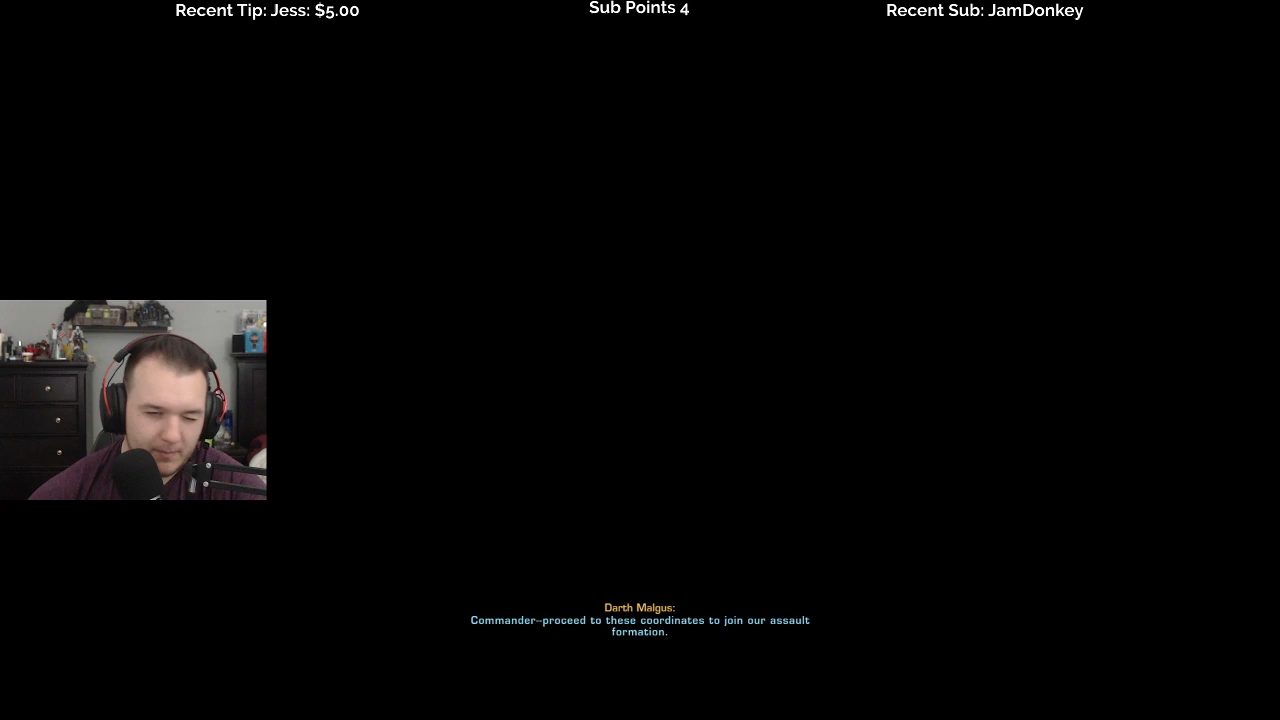 Recent Tip: Jess: $5.00
Sub Points 4
Recent Sub: JamDonkey
Darth Malgus:
Commander--proceed to these coordinates to join our assault
formation.